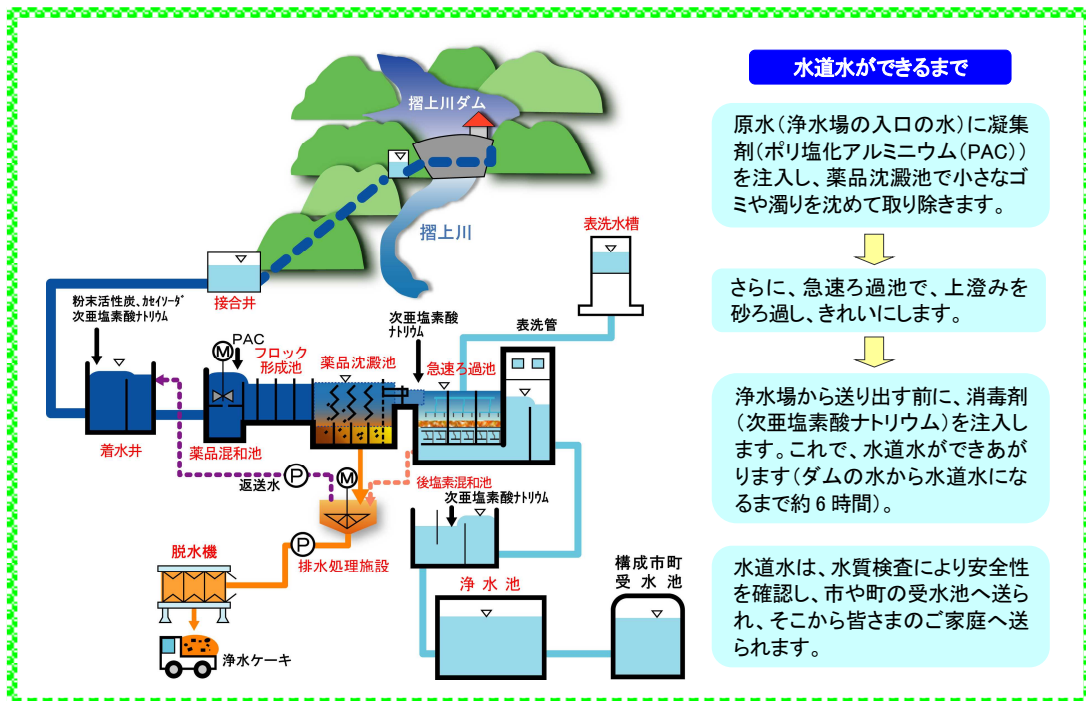 水道水ができるまで
原水（浄水場の入口の水）に凝集
剤（ポリ塩化アルミニウム（PAC））
を注入し、薬品沈澱池で小さなゴ
ミや濁りを沈めて取り除きます。
さらに、急速ろ過池で、上澄みを
砂ろ過し、きれいにします。
浄水場から送り出す前に、消毒剤
（次亜塩素酸ナトリウム）を注入し
ます。これで、水道水ができあが
ります（ダムの水から水道水にな
るまで約６時間）。
水道水は、水質検査により安全性
を確認し、市や町の受水池へ送ら
れ、そこから皆さまのご家庭へ送
られます。
摺上川ダム
摺上川
表洗水槽
接合井
粉末活性炭、ｶｾｲｿｰﾀﾞ
次亜塩素酸ﾅﾄﾘｳﾑ
PAC
M
フロック
形成池
薬品沈澱池
次亜塩素酸
ﾅﾄﾘｳﾑ
急速ろ過池
表洗管
着水井
薬品混和池
返送水
P
M
後塩素混和池
次亜塩素酸ﾅﾄﾘｳﾑ
P
排水処理施設
脱水機
浄水ケーキ
浄水池
構成市町
受水池